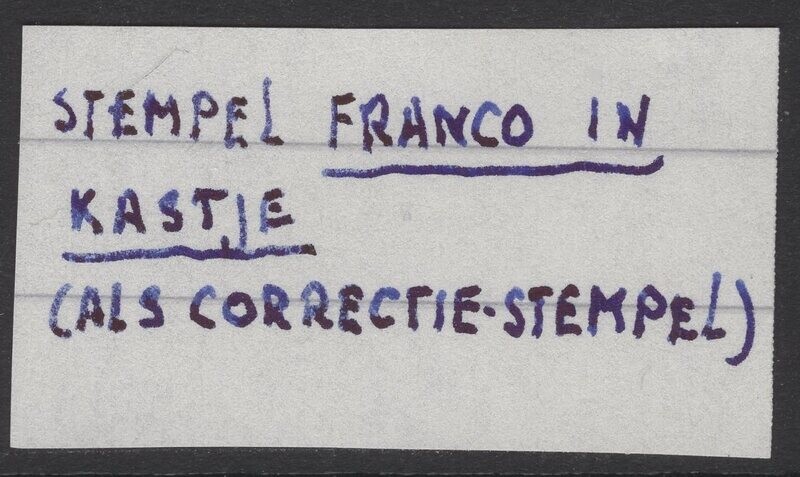 STEMPEL FRANCO IN
KASTJE
(ALS CORRECTIE-STEMPEL)